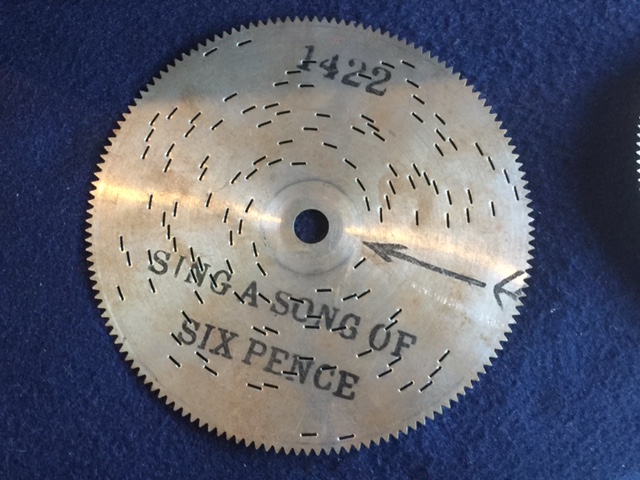 1422
SING A SONG OF
SIX PENCE